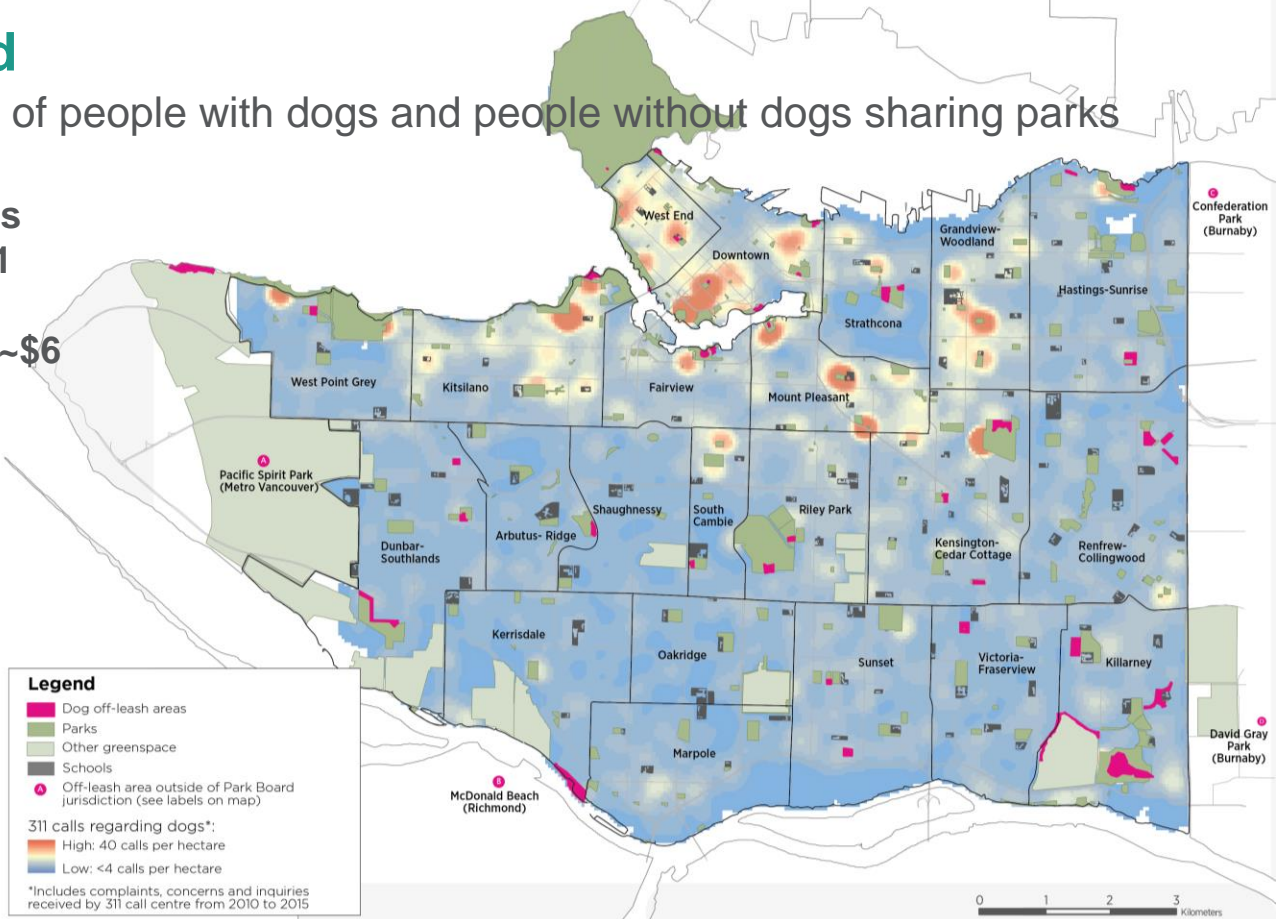 d
of people with dogs and people without dogs sharing parks
s
1
~$6
West End
Downtown
Grandview-
Woodland
C
Confederation
Park
(Burnaby)
Hastings-Sunrise
Strathcona
West Point Grey
Kitsilano
Fairview
Mount Pleasant
A
Pacific Spirit Park
(Metro Vancouver)
Dunbar-
Southlands
Arbutus- Ridge
Shaughnessy
South
Cambie
Riley Park
Kensington-
Cedar Cottage
Renfrew-
Collingwood
Kerrisdale
Oakridge
Sunset
Victoria-
Fraserview
Killarney
Marpole
B
McDonald Beach
(Richmond)
D
David Gray
Park
(Burnaby)
Legend
Dog off-leash areas
Parks
Other greenspace
Schools
A Off-leash area outside of Park Board
jurisdiction (see labels on map)
311 calls regarding dogs*:
High: 40 calls per hectare
Low: <4 calls per hectare
*Includes complaints, concerns and inquiries
received by 311 call centre from 2010 to 2015
0 1 2 3
Kilometers